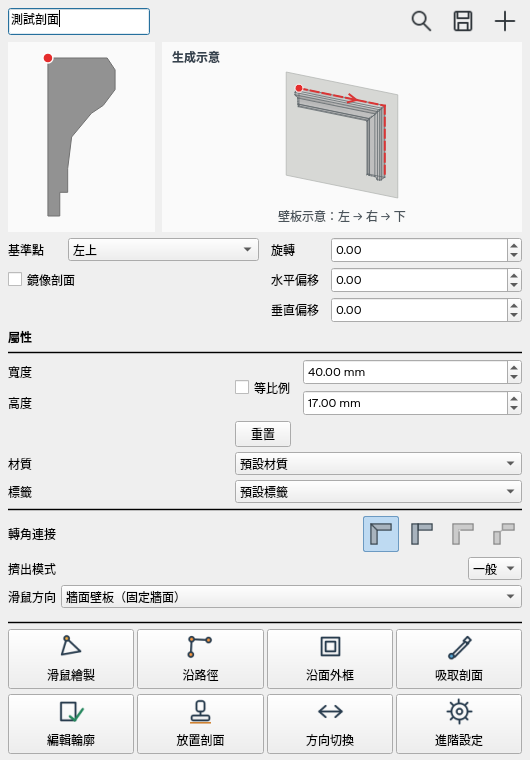 測試剖面
生成示意
壁板示意：左 → 右 → 下
基準點 左上 旋轉 0.00
鏡像剖面 水平偏移 0.00
垂直偏移 0.00
屬性
寬度 40.00 mm
等比例
高度 17.00 mm
重置
材質 預設材質
標籤 預設標籤
轉角連接
擠出模式 一般
滑鼠方向 牆面壁板（固定牆面）
滑鼠繪製 沿路徑 沿面外框 吸取剖面
編輯輪廓 放置剖面 方向切換 進階設定